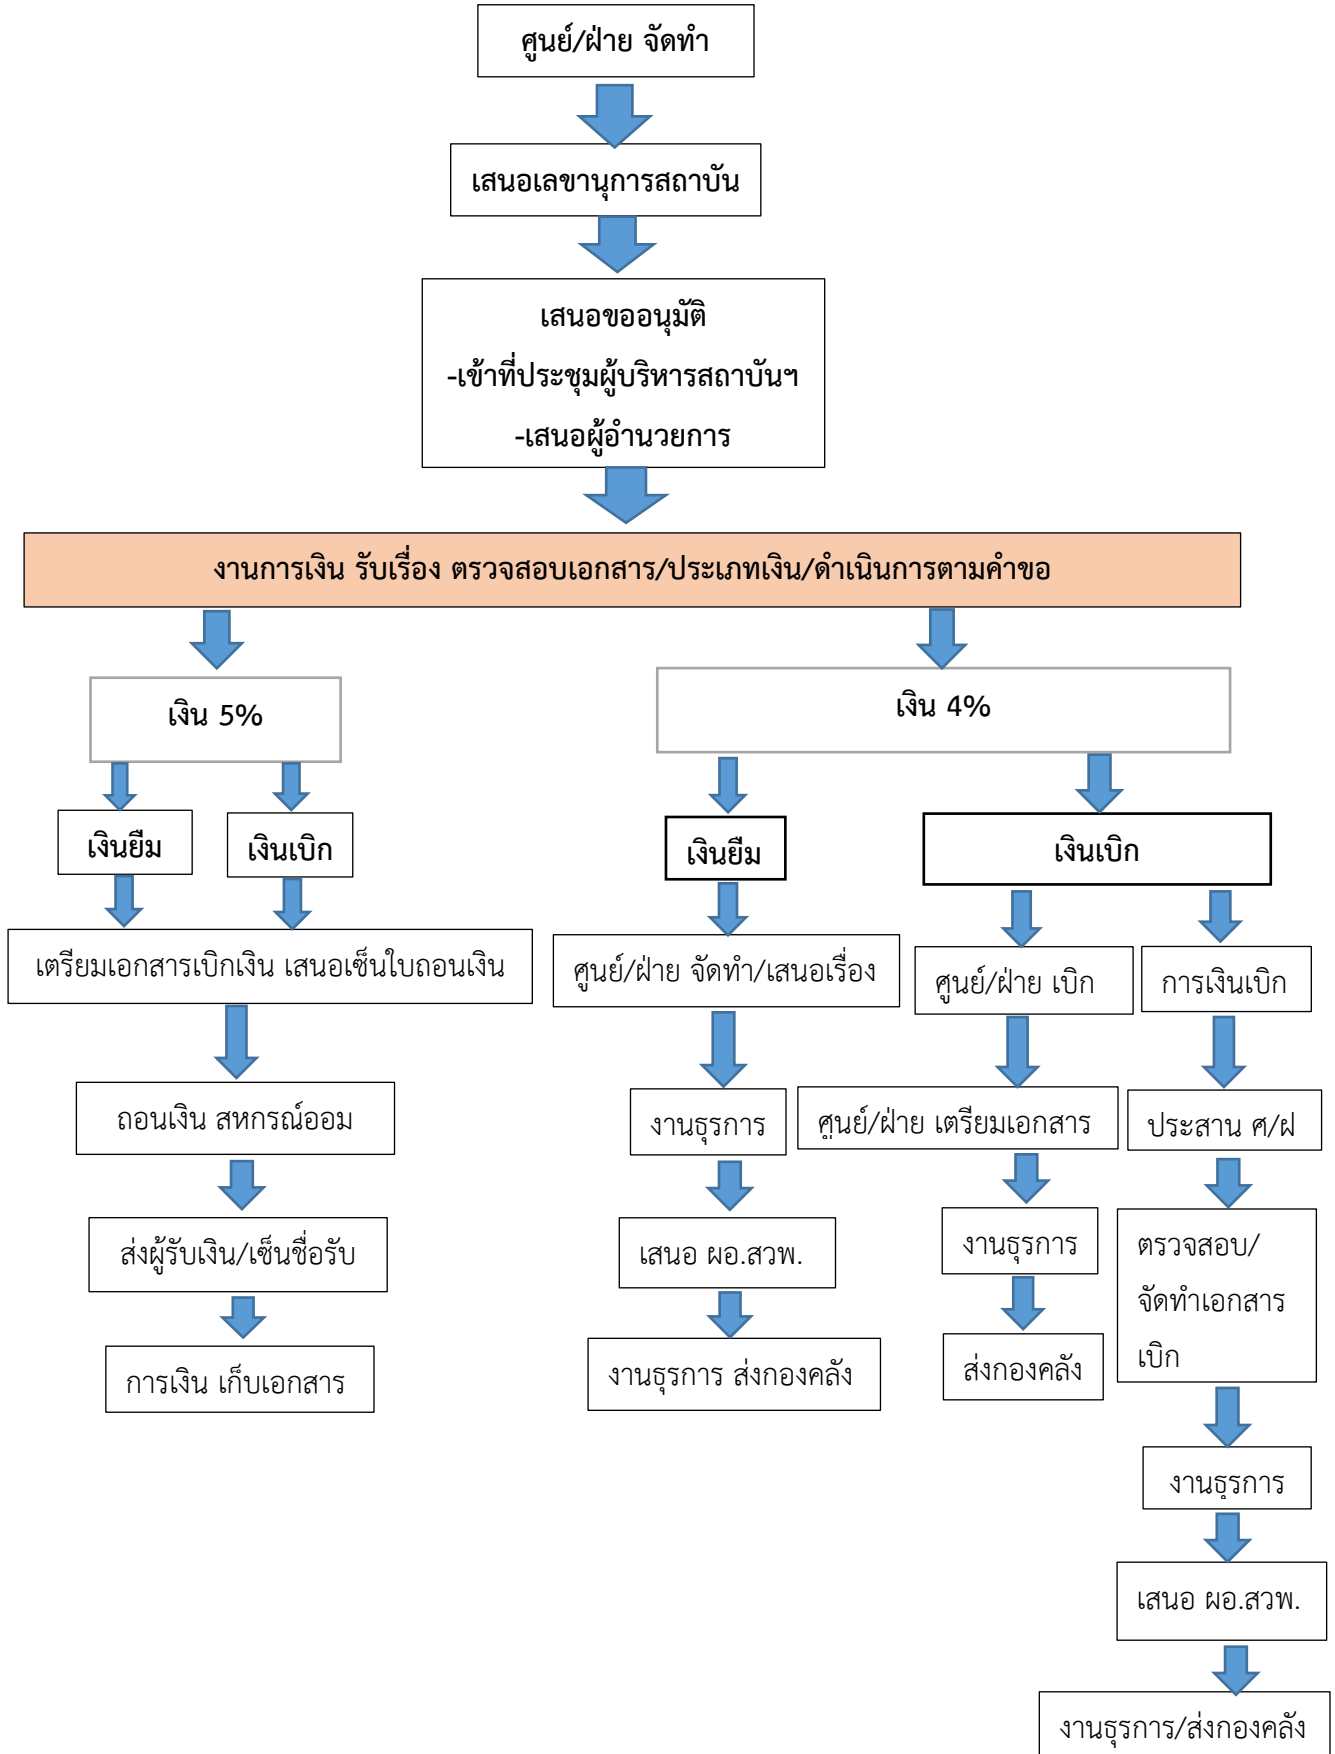 ศูนย์/ฝ่าย จัดทำ
เสนอเลขานุการสถาบัน
เสนอขออนุมัติ
-เข้าที่ประชุมผู้บริหารสถาบันฯ
-เสนอผู้อำนวยการ
งานการเงิน รับเรื่อง ตรวจสอบเอกสาร/ประเภทเงิน/ดำเนินการตามคำขอ
เงิน 5%
เงิน 4%
เงินยืม
เงินเบิก
เงินยืม
เงินเบิก
เตรียมเอกสารเบิกเงิน เสนอเซ็นใบถอนเงิน
ศูนย์/ฝ่าย จัดทำ/เสนอเรื่อง
ศูนย์/ฝ่าย เบิก
การเงินเบิก
ถอนเงิน สหกรณ์ออม
งานธุรการ
ศูนย์/ฝ่าย เตรียมเอกสาร
ประสาน ศ/ฝ
ส่งผู้รับเงิน/เซ็นชื่อรับ
เสนอ ผอ.สวพ.
งานธุรการ
ตรวจสอบ/
จัดทำเอกสาร
เบิก
การเงิน เก็บเอกสาร
งานธุรการ ส่งกองคลัง
ส่งกองคลัง
งานธุรการ
เสนอ ผอ.สวพ.
งานธุรการ/ส่งกองคลัง